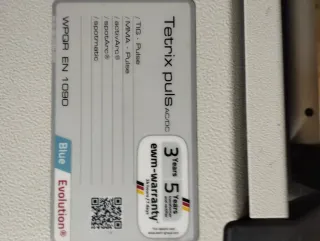 Tetrix puls AC/DC
/ TIG - Pulse
/ MMA - Pulse
/ activArc®
/ spotArc®
/ spotmatic
WPQR EN 1090
Blue
Evolution®
3 Years
5 Years
ewm-warranty